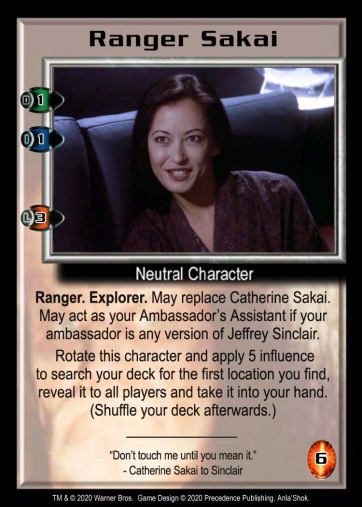 Ranger Sakai
D 1
I 1
L 3
Neutral Character
Ranger. Explorer. May replace Catherine Sakai.
May act as your Ambassador's Assistant if your
ambassador is any version of Jeffrey Sinclair.
Rotate this character and apply 5 influence
to search your deck for the first location you find,
reveal it to all players and take it into your hand.
(Shuffle your deck afterwards.)
"Don't touch me until you mean it."
- Catherine Sakai to Sinclair
6
TM & © 2020 Warner Bros. Game Design © 2020 Precedence Publishing. Anla'Shok.